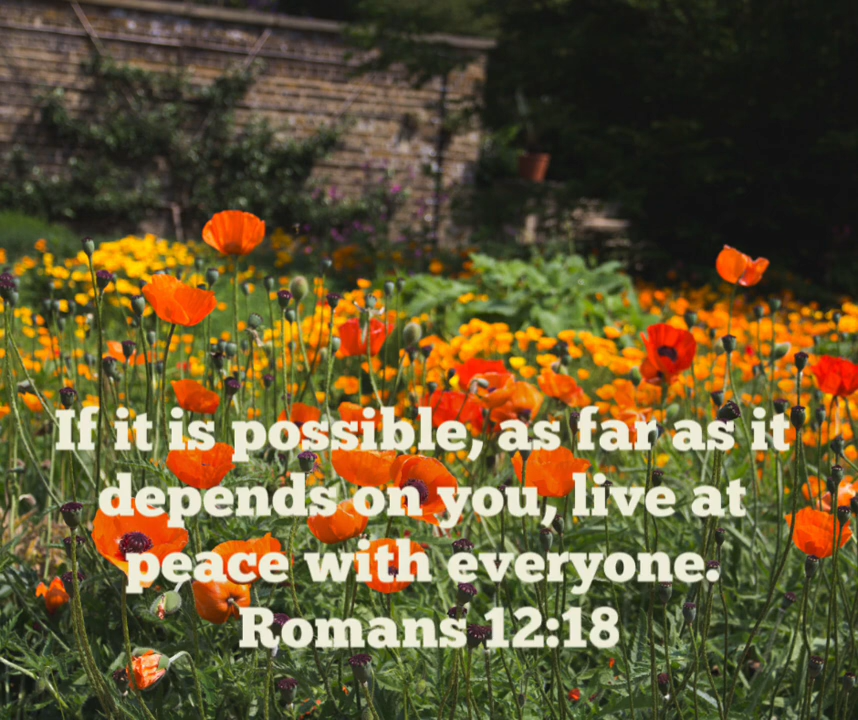 If it is possible, as far as it
depends on you, live at
peace with everyone.
Romans 12:18